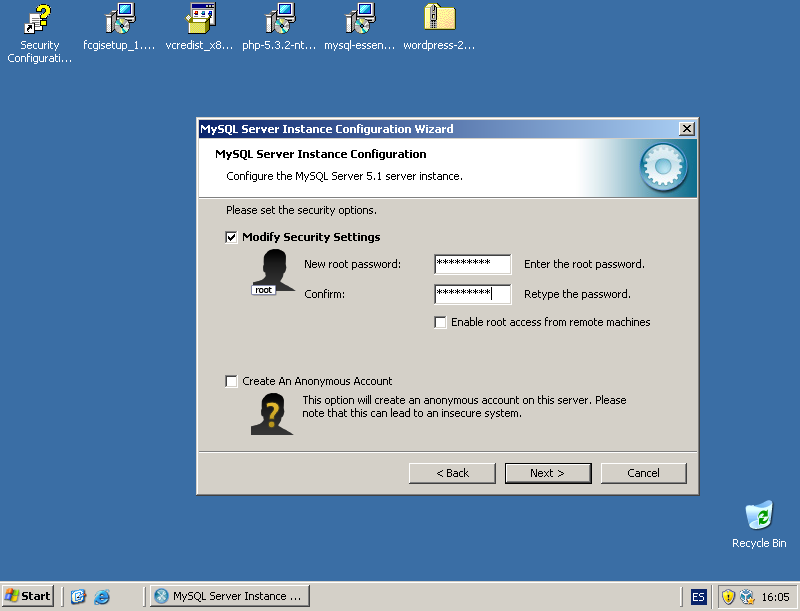 Security
Configurati...
fcgisetup_1....
vcredist_x8...
php-5.3.2-nt...
mysql-essen...
wordpress-2...
MySQL Server Instance Configuration Wizard
MySQL Server Instance Configuration
Configure the MySQL Server 5.1 server instance.
Please set the security options.
Modify Security Settings
New root password:
*********
Enter the root password.
root
Confirm:
*********
Retype the password.
Enable root access from remote machines
Create An Anonymous Account
This option will create an anonymous account on this server. Please
note that this can lead to an insecure system.
< Back
Next >
Cancel
Recycle Bin
Start
MySQL Server Instance ...
ES
16:05